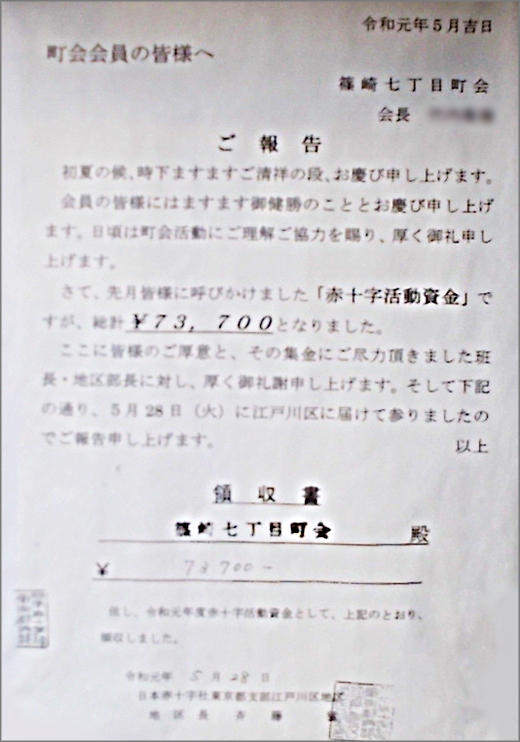 令和元年5月吉日
町会会員の皆様へ
篠崎七丁目町会
会長
ご報告
初夏の候、時下ますますご清祥の段、お慶び申し上げます。
会員の皆様にはますます御健勝のこととお慶び申し上げ
ます。日頃は町会活動にご理解ご協力を賜り、厚く御礼申し
上げます。
さて、先月皆様に呼びかけました「赤十字活動資金」で
すが、総計￥73,700となりました。
ここに皆様のご厚意と、その集金にご尽力頂きました班
長・地区部長に対し、厚く御礼謝申し上げます。そして下記
の通り、5月28日（火）に江戸川区に届けて参りましたの
でご報告申し上げます。
以上
領収書
篠崎七丁目町会 殿
￥ 73700-
但し、令和元年度赤十字活動資金として、上記のとおり、
領収しました。
令和元年 5月28日
日本赤十字社東京都支部江戸川区地区
地区長 斉藤